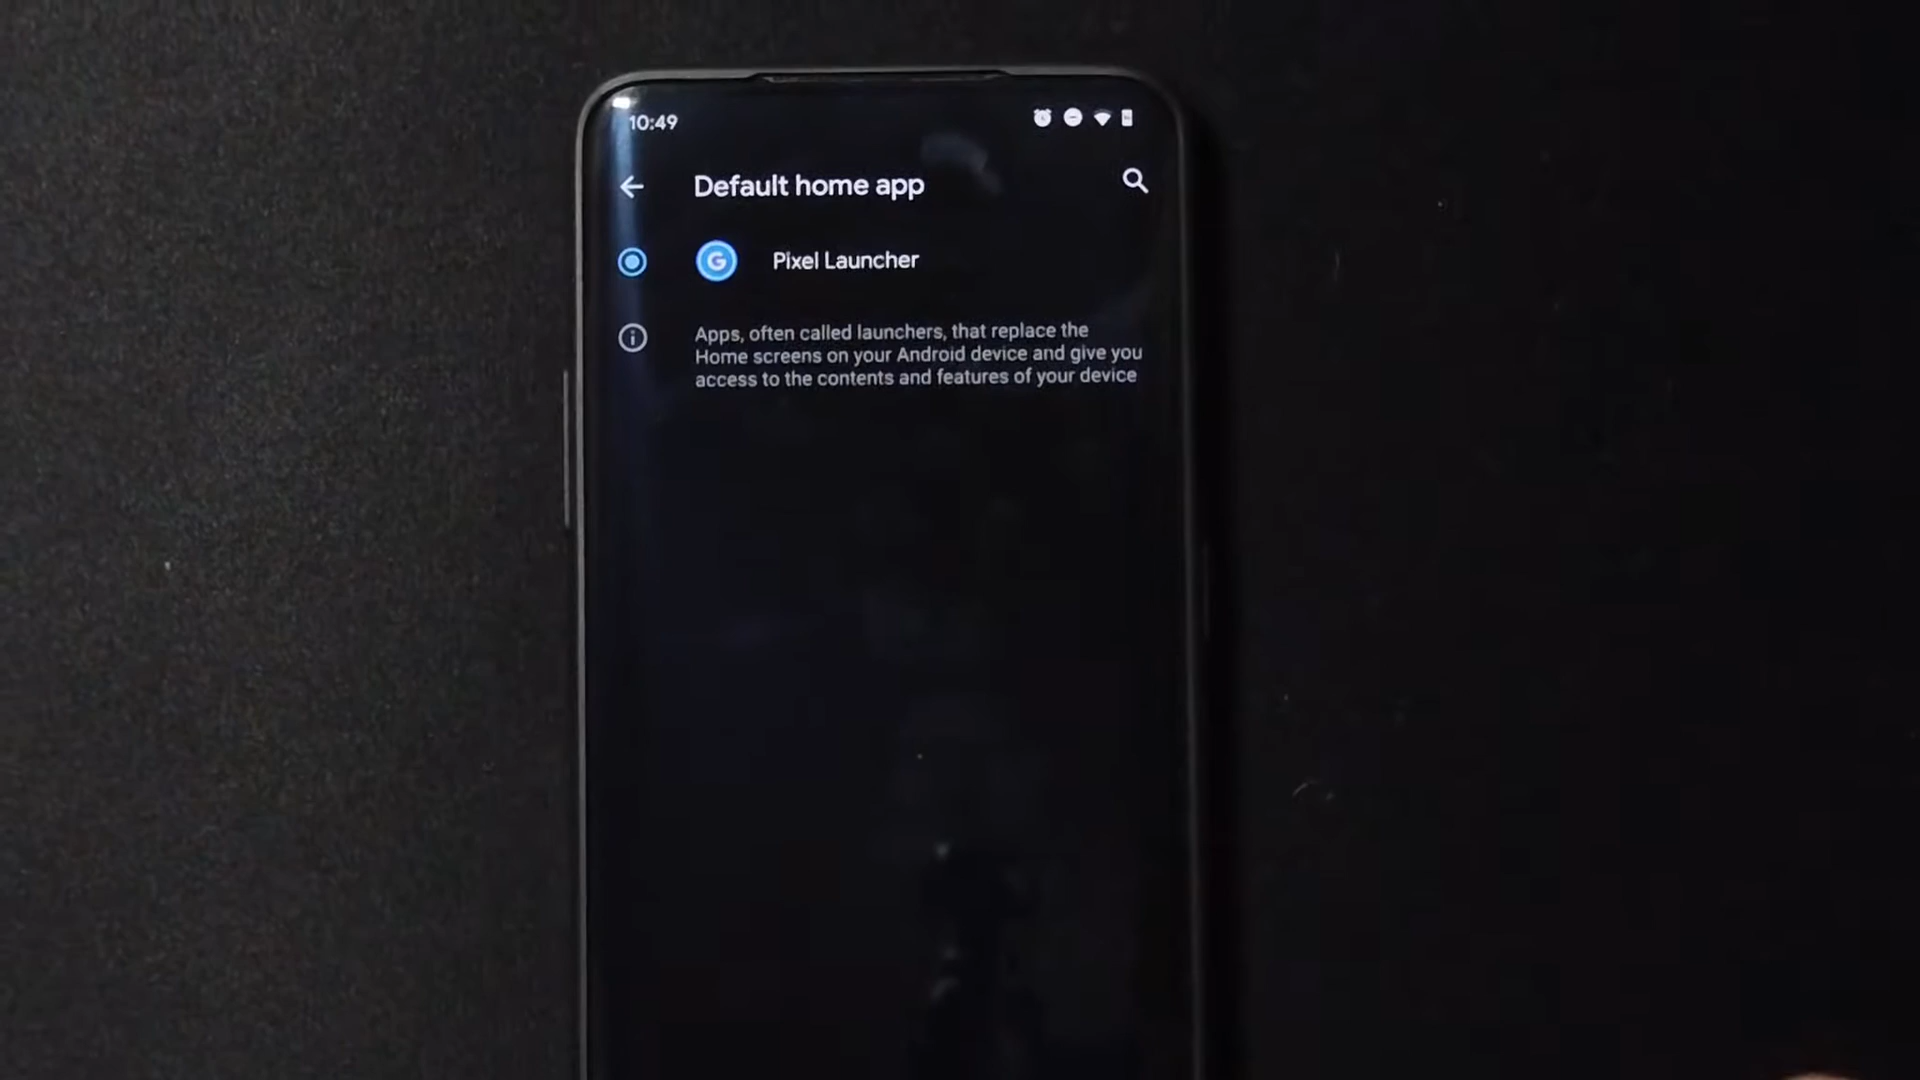 10:49
Default home app
G
Pixel Launcher
Apps, often called launchers, that replace the
Home screens on your Android device and give you
access to the contents and features of your device